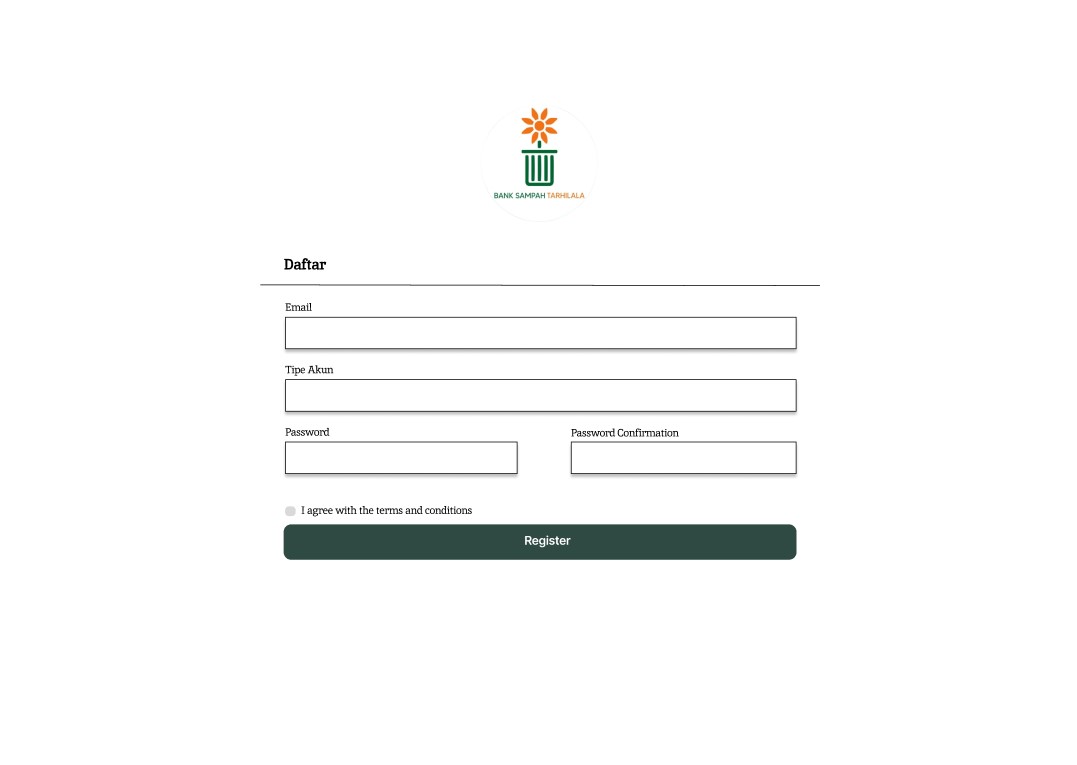 BANK SAMPAH TARHILALA
Daftar
Email
Tipe Akun
Password
Password Confirmation
I agree with the terms and conditions
Register